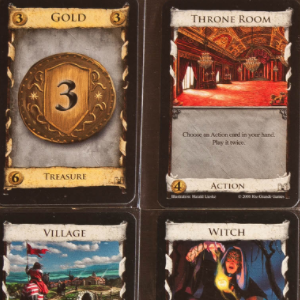 3 GOLD 3
3
6 TREASURE
THRONE ROOM
Choose an Action card in your hand.
Play it twice.
4 ACTION
VILLAGE
WITCH